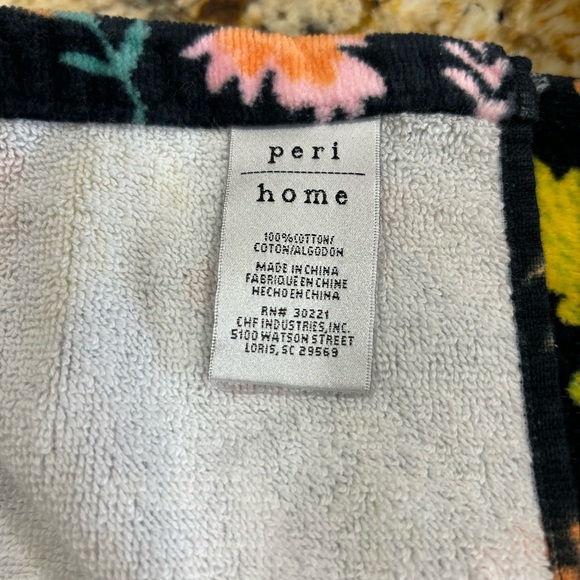 peri
home
100%COTTON/
COTON/ALGODON
MADE IN CHINA
FABRIQUE EN CHINE
HECHO EN CHINA
RN# 30221
CHF INDUSTRIES, INC.
5100 WATSON STREET
LORIS, SC 29569